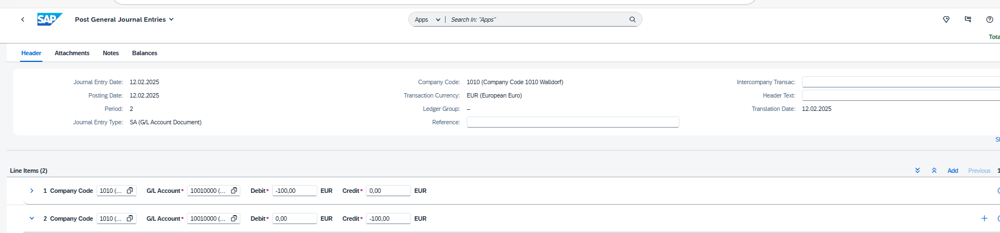 SAP Post General Journal Entries Apps Search In: "Apps"
Header Attachments Notes Balances
Journal Entry Date: 12.02.2025 Company Code: 1010 (Company Code 1010 Walldorf) Intercompany Transac:
Posting Date: 12.02.2025 Transaction Currency: EUR (European Euro) Header Text:
Period: 2 Ledger Group: – Translation Date: 12.02.2025
Journal Entry Type: SA (G/L Account Document) Reference:
Line Items (2) Add Previous 1
1 Company Code 1010 (... G/L Account* 10010000 (... Debit* -100,00 EUR Credit* 0,00 EUR
2 Company Code 1010 (... G/L Account* 10010000 (... Debit* 0,00 EUR Credit* -100,00 EUR